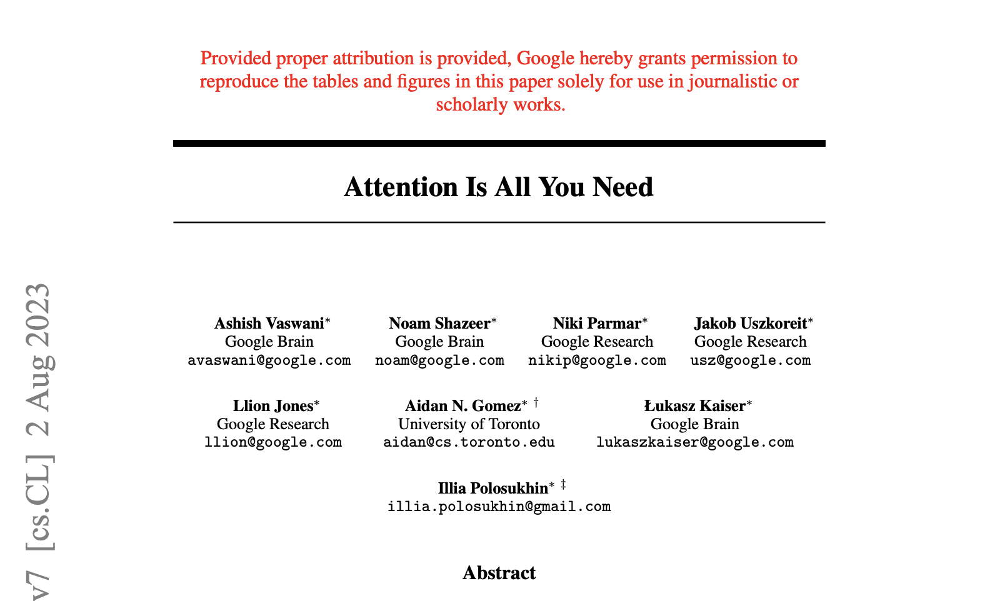 Provided proper attribution is provided, Google hereby grants permission to
reproduce the tables and figures in this paper solely for use in journalistic or
scholarly works.
Attention Is All You Need
Ashish Vaswani* Noam Shazeer* Niki Parmar* Jakob Uszkoreit*
Google Brain Google Brain Google Research Google Research
avaswani@google.com noam@google.com nikip@google.com usz@google.com
Llion Jones* Aidan N. Gomez* † Łukasz Kaiser*
Google Research University of Toronto Google Brain
llion@google.com aidan@cs.toronto.edu lukaszkaiser@google.com
Illia Polosukhin* ‡
illia.polosukhin@gmail.com
Abstract
v7 [cs.CL] 2 Aug 2023